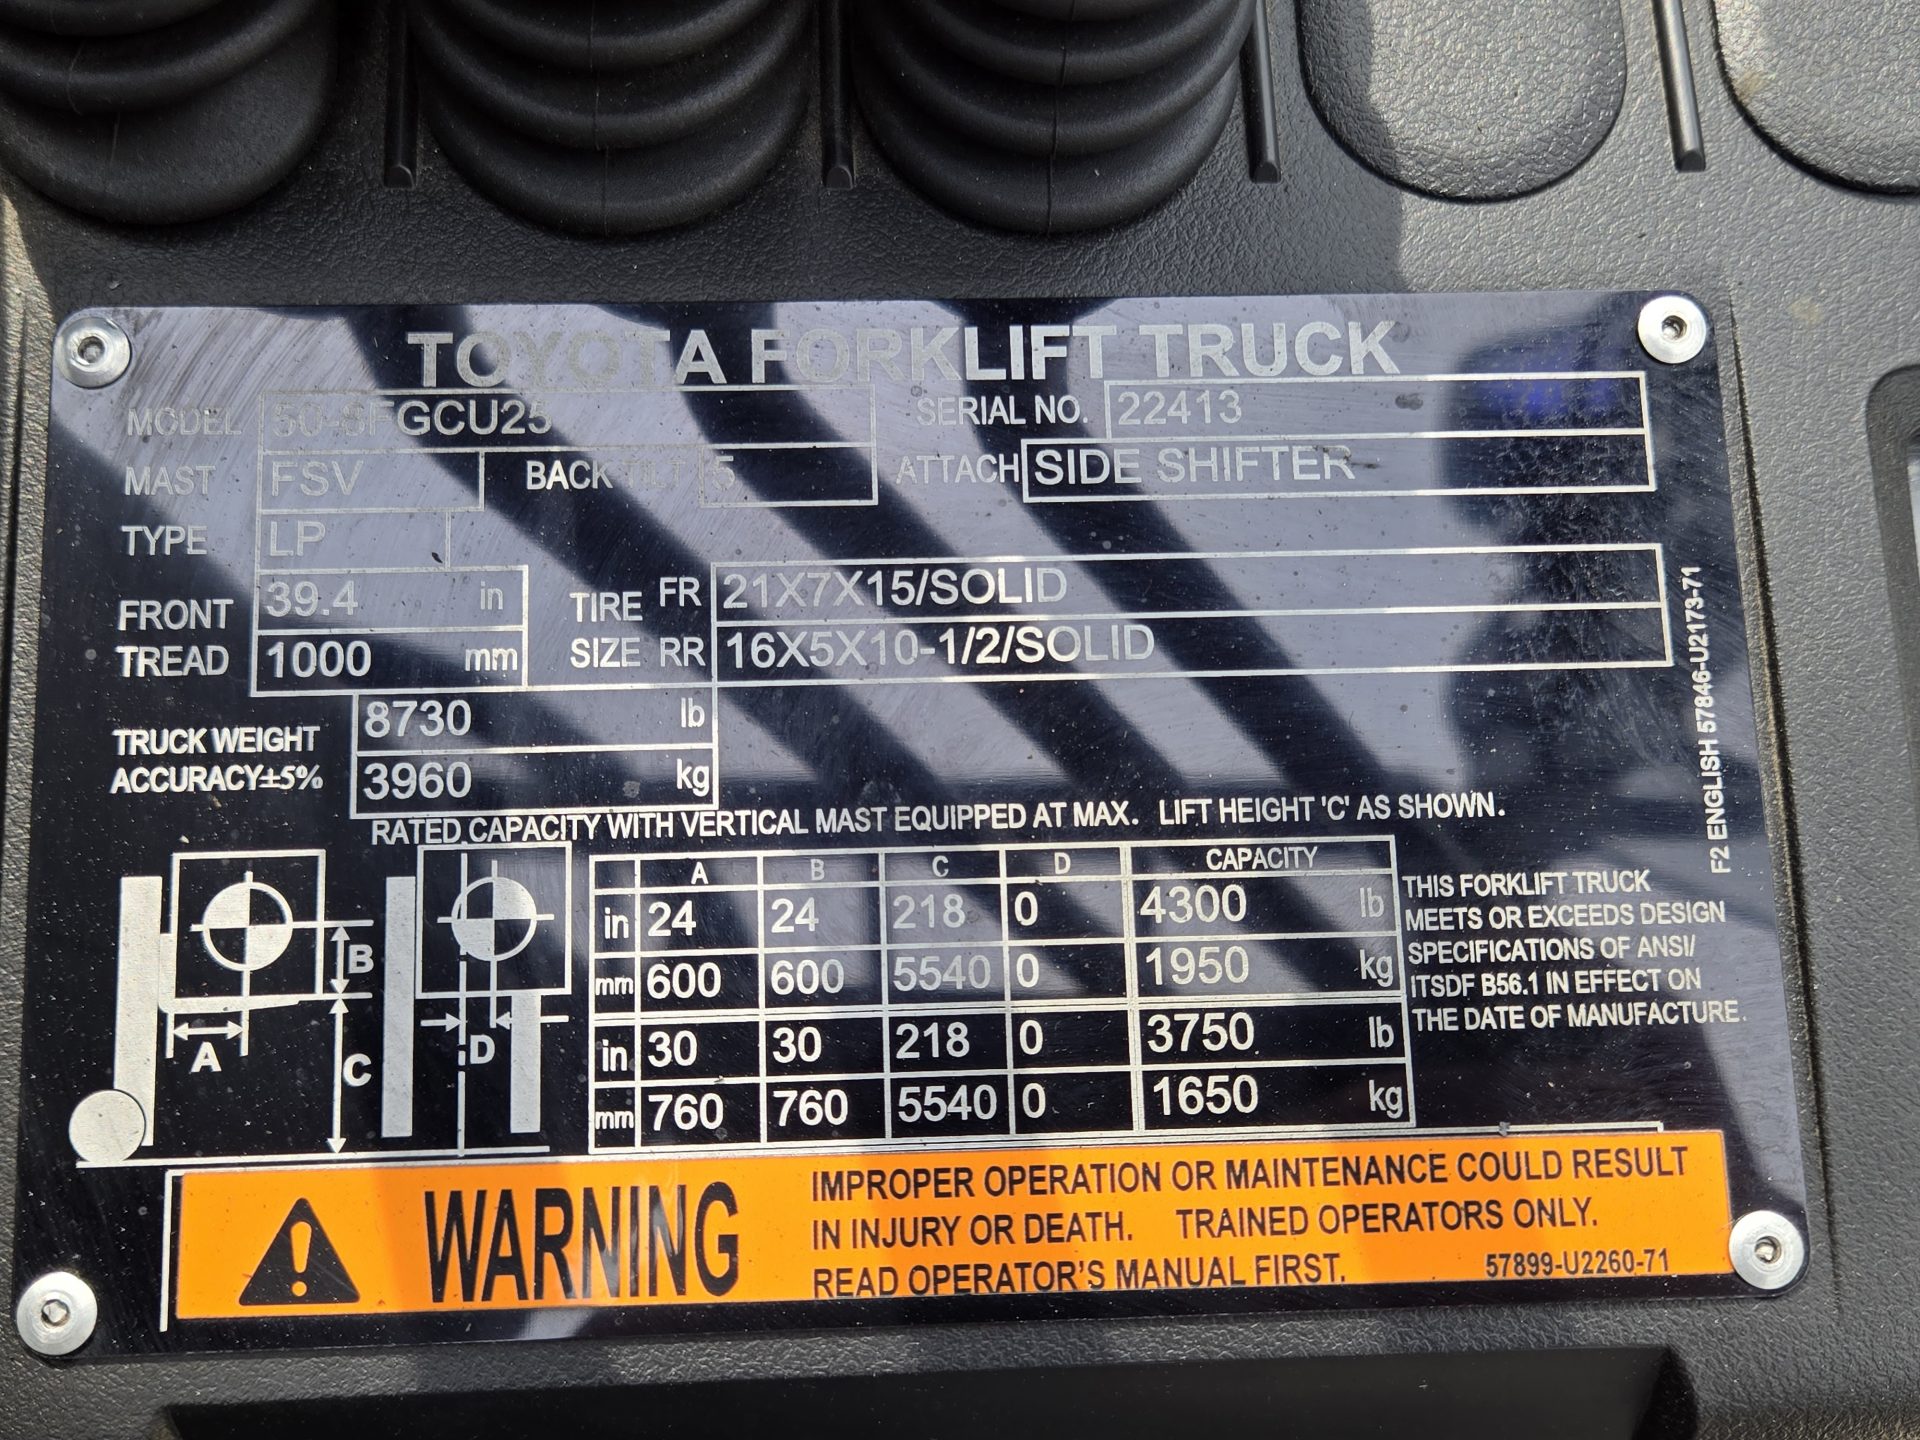 TOYOTA FORKLIFT TRUCK
MODEL 50-8FGCU25 SERIAL NO. 22413
MAST FSV BACK TILT 5 ATTACH SIDE SHIFTER
TYPE LP
FRONT TREAD 39.4 in 1000 mm
TIRE SIZE FR 21X7X15/SOLID
RR 16X5X10-1/2/SOLID
TRUCK WEIGHT 8730 lb
ACCURACY±5% 3960 kg
RATED CAPACITY WITH VERTICAL MAST EQUIPPED AT MAX. LIFT HEIGHT 'C' AS SHOWN.
A B C D CAPACITY
in 24 24 218 0 4300 lb
mm 600 600 5540 0 1950 kg
in 30 30 218 0 3750 lb
mm 760 760 5540 0 1650 kg
A B C D
THIS FORKLIFT TRUCK
MEETS OR EXCEEDS DESIGN
SPECIFICATIONS OF ANSI/
ITSDF B56.1 IN EFFECT ON
THE DATE OF MANUFACTURE.
F2 ENGLISH 57846-U2173-71
WARNING
IMPROPER OPERATION OR MAINTENANCE COULD RESULT
IN INJURY OR DEATH. TRAINED OPERATORS ONLY.
READ OPERATOR'S MANUAL FIRST. 57899-U2260-71